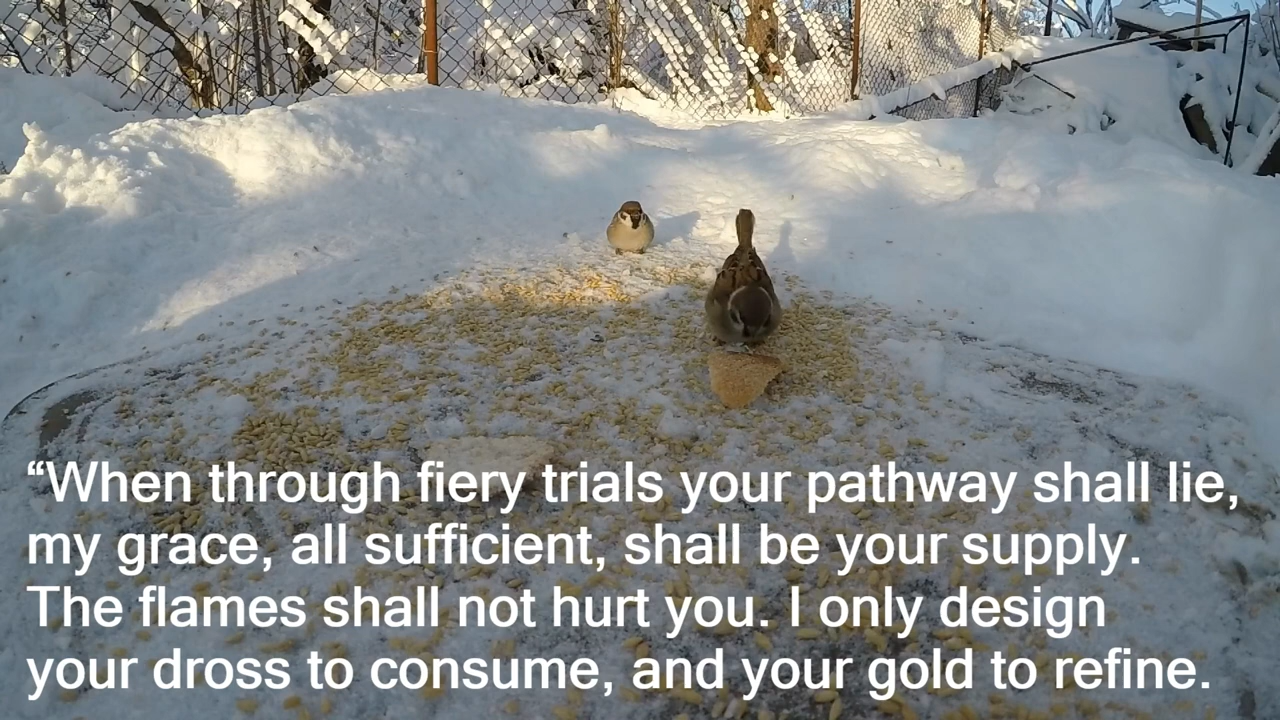 “When through fiery trials your pathway shall lie,
my grace, all sufficient, shall be your supply.
The flames shall not hurt you. I only design
your dross to consume, and your gold to refine.